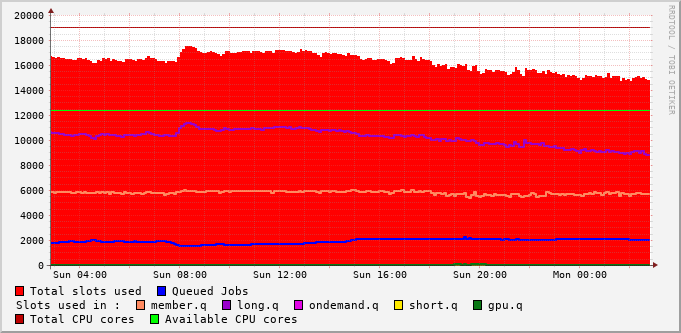 20000
18000
16000
14000
12000
10000
8000
6000
4000
2000
0
Sun 04:00 Sun 08:00 Sun 12:00 Sun 16:00 Sun 20:00 Mon 00:00
Total slots used Queued Jobs
Slots used in : member.q long.q ondemand.q short.q gpu.q
Total CPU cores Available CPU cores
RRDTOOL / TOBI OETIKER